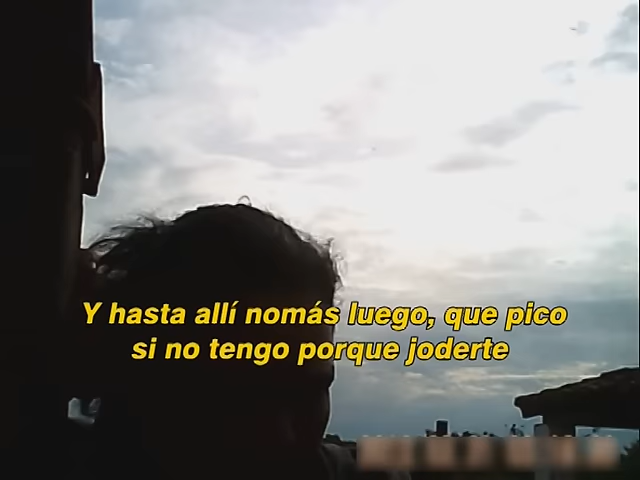 Y hasta allí nomás luego, que pico
si no tengo porque joderte